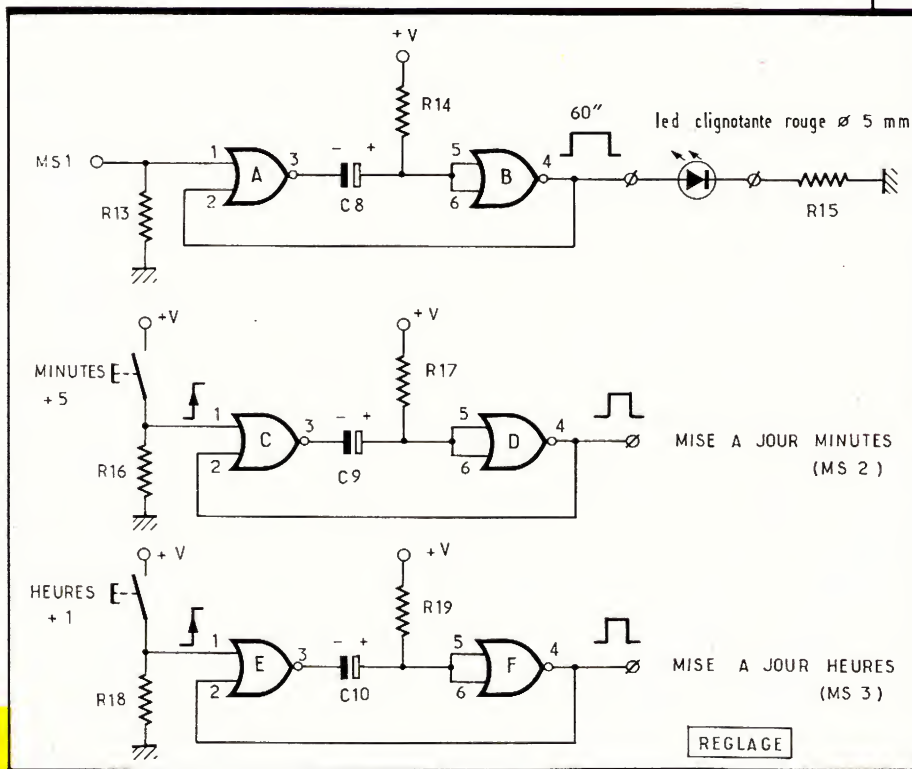 +V
R14
60"
led clignotante rouge ø 5 mm
MS1
1
A
3
- +
5
B
4
2
C8
6
R13
R15
+V
+V
MINUTES
+ 5
R17
1
C
3
- +
5
D
4
MISE A JOUR MINUTES
(MS 2)
R16
2
C9
6
+ V
+ V
HEURES
+ 1
R19
1
E
3
- +
5
F
4
MISE A JOUR HEURES
(MS 3)
R18
2
C10
6
REGLAGE